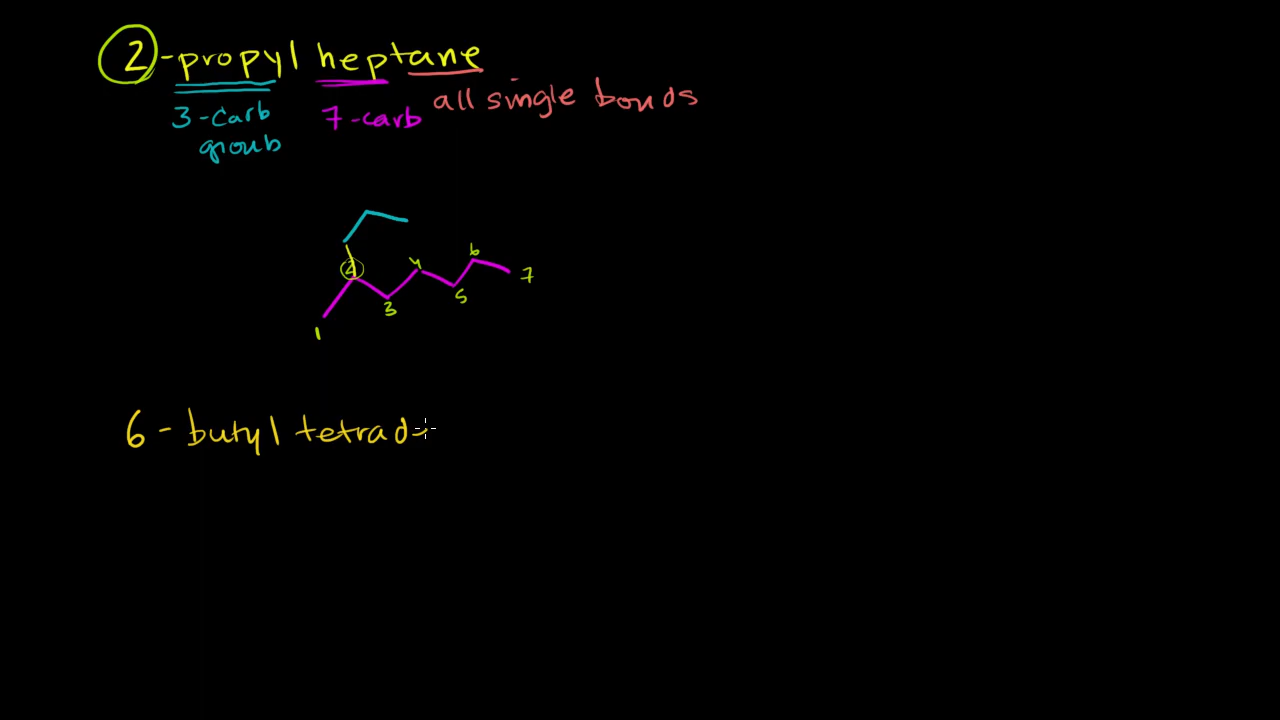 2-propyl heptane
3-carb 7-carb all single bonds
group
2
4
6
7
3
5
1
6-butyl tetrad